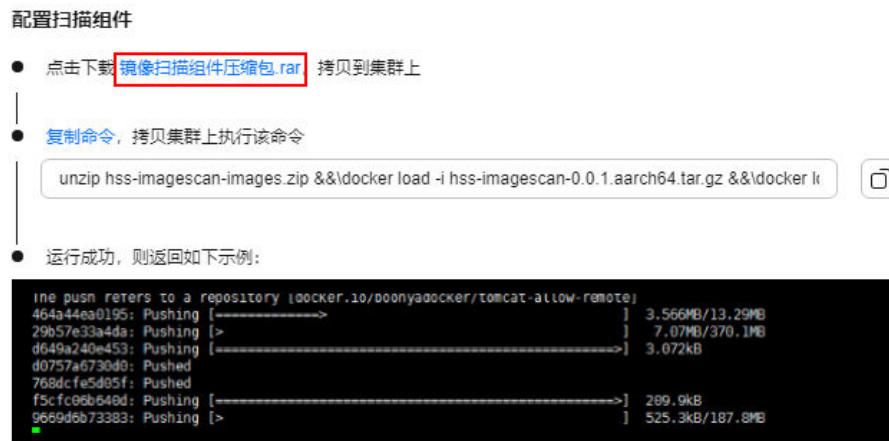 配置扫描组件
点击下载 镜像扫描组件压缩包.rar, 拷贝到集群上
复制命令，拷贝集群上执行该命令
unzip hss-imagescan-images.zip &&\docker load -i hss-imagescan-0.0.1.aarch64.tar.gz &&\docker
运行成功，则返回如下示例：
The push refers to a repository [docker.io/boonyadocker/tomcat-allow-remote]
464a44ea0195: Pushing [==============>                                    ]  3.566MB/13.29MB
29b57e33a4da: Pushing [>                                                  ]   7.07MB/370.1MB
d649a240e453: Pushing [==================================================>]  3.072kB
d0757a6730d0: Pushed
768dcfe5d05f: Pushed
f5cfc06b640d: Pushing [==================================================>]  209.9kB
9669d6b73383: Pushing [>                                                  ]  525.3kB/187.8MB